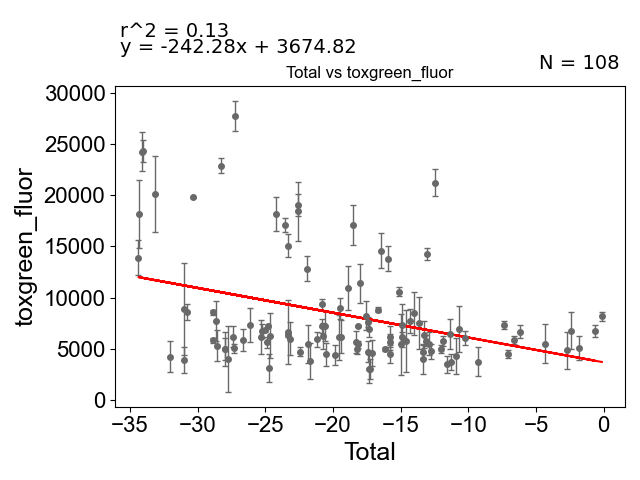 r^2 = 0.13
y = -242.28x + 3674.82
N = 108
Total vs toxgreen_fluor
30000
25000
20000
15000
10000
5000
0
toxgreen_fluor
−35 −30 −25 −20 −15 −10 −5 0
Total